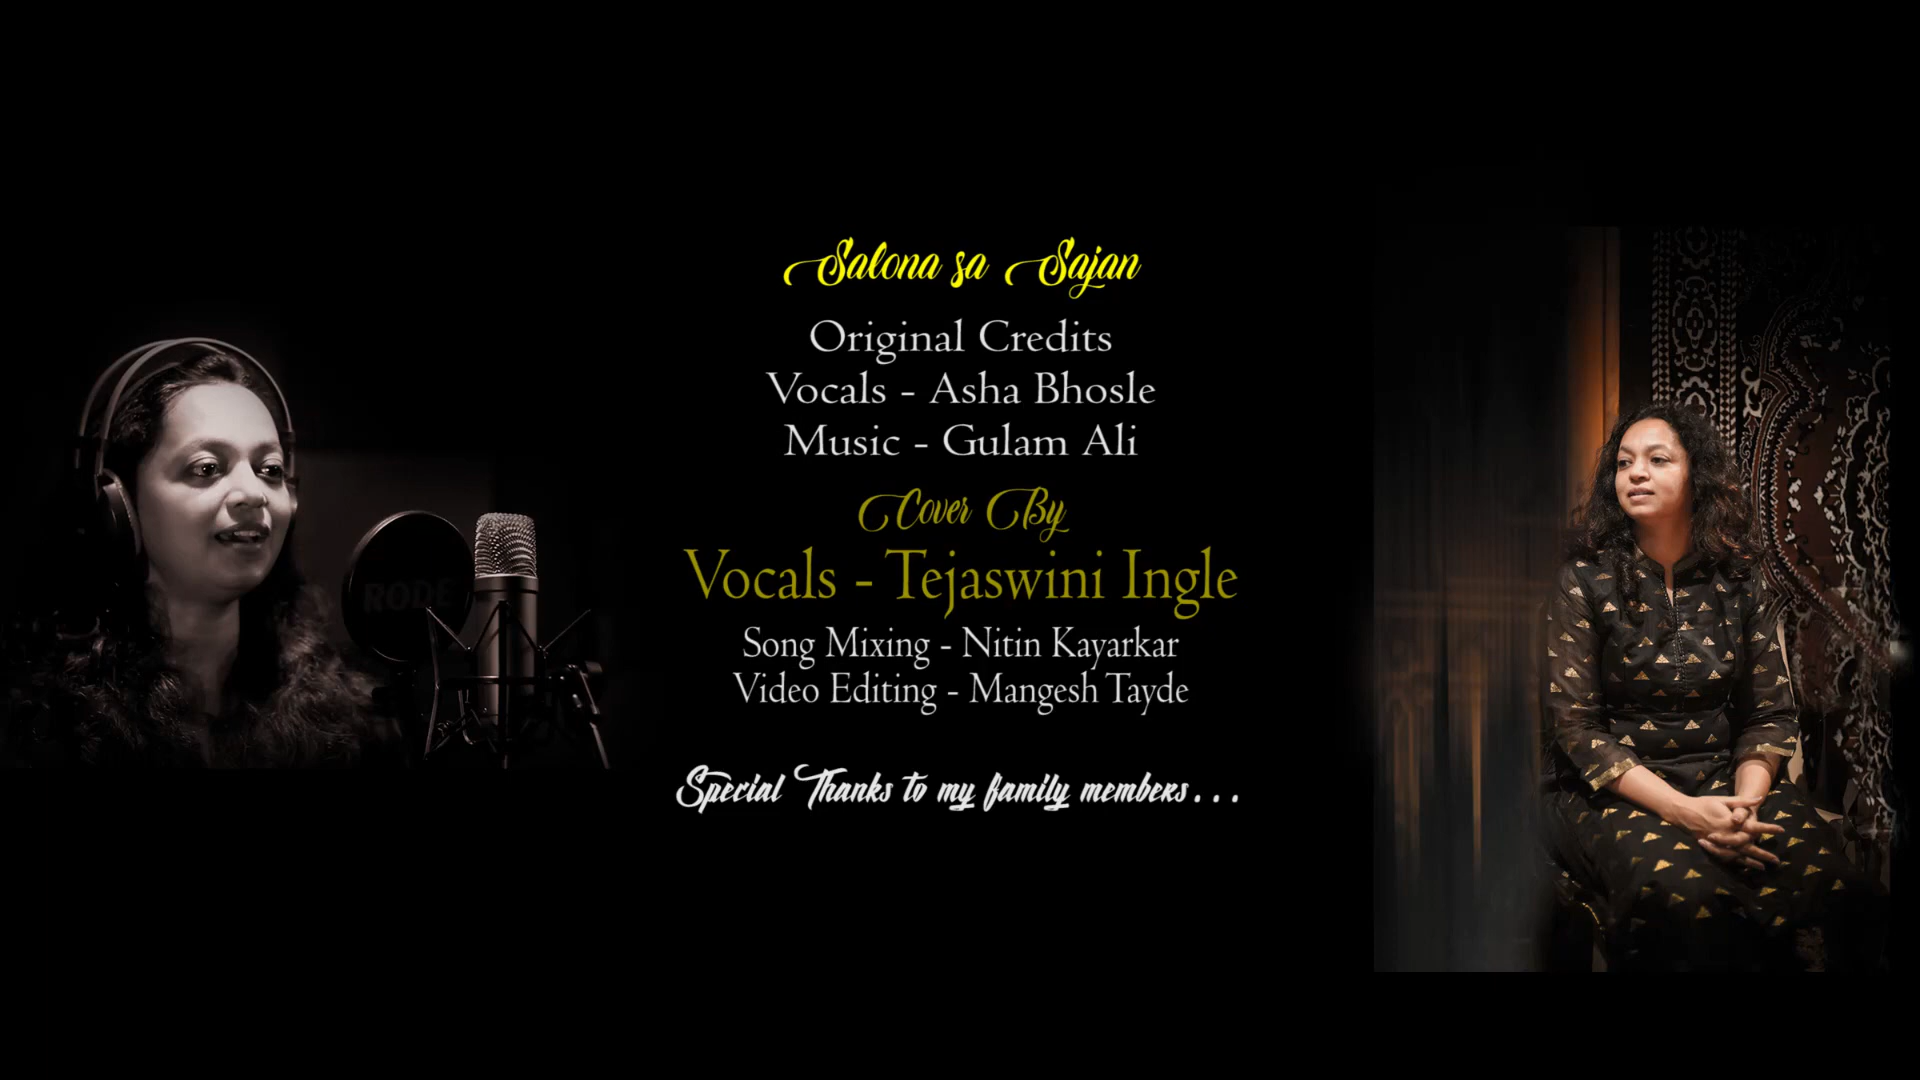 Salona sa Sajan
Original Credits
Vocals - Asha Bhosle
Music - Gulam Ali
Cover By
Vocals - Tejaswini Ingle
Song Mixing - Nitin Kayarkar
Video Editing - Mangesh Tayde
Special Thanks to my family members...
RODE